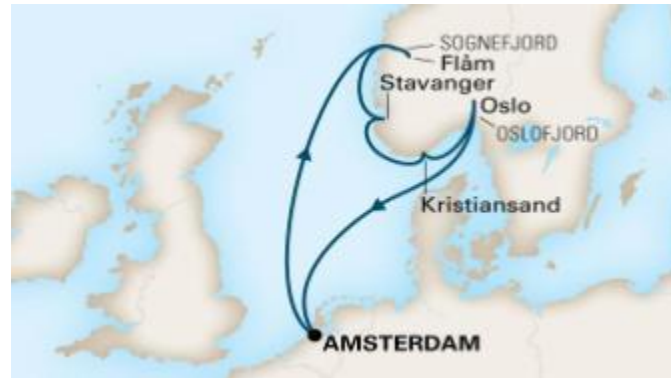 SOGNEFJORD
Flåm
Stavanger
Oslo
OSLOFJORD
Kristiansand
AMSTERDAM